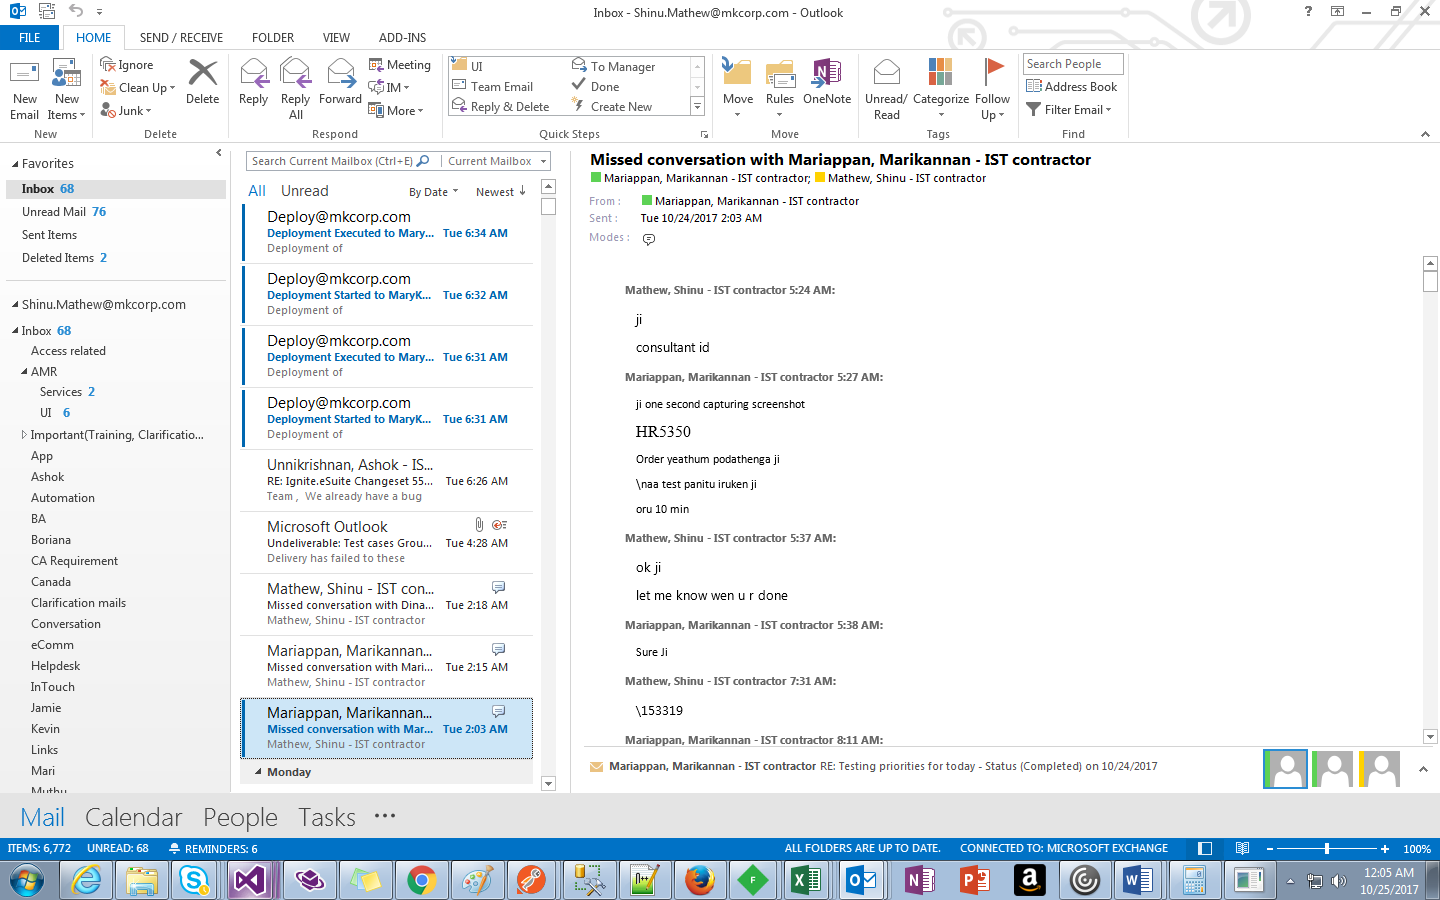 Inbox - Shinu.Mathew@mkcorp.com - Outlook
FILE HOME SEND / RECEIVE FOLDER VIEW ADD-INS
New Email
New Items
New
Ignore
Clean Up
Junk
Delete
Delete
Reply
Reply All
Forward
Meeting
IM
More
Respond
UI
Team Email
Reply & Delete
To Manager
Done
Create New
Quick Steps
Move
Rules
OneNote
Move
Unread/ Read
Categorize
Follow Up
Tags
Search People
Address Book
Filter Email
Find
Favorites
Inbox 68
Unread Mail 76
Sent Items
Deleted Items 2
Shinu.Mathew@mkcorp.com
Inbox 68
Access related
AMR
Services 2
UI 6
Important(Training, Clarificatio...
App
Ashok
Automation
BA
Boriana
CA Requirement
Canada
Clarification mails
Conversation
eComm
Helpdesk
InTouch
Jamie
Kevin
Links
Mari
Muthu
Search Current Mailbox (Ctrl+E) Current Mailbox
All Unread By Date Newest
Deploy@mkcorp.com
Deployment Executed to Mary... Tue 6:34 AM
Deployment of
Deploy@mkcorp.com
Deployment Started to MaryK... Tue 6:32 AM
Deployment of
Deploy@mkcorp.com
Deployment Executed to Mary... Tue 6:31 AM
Deployment of
Deploy@mkcorp.com
Deployment Started to MaryK... Tue 6:31 AM
Deployment of
Unnikrishnan, Ashok - IS...
RE: Ignite.eSuite Changeset 55... Tue 6:26 AM
Team , We already have a bug
Microsoft Outlook
Undeliverable: Test cases Grou... Tue 4:28 AM
Delivery has failed to these
Mathew, Shinu - IST con...
Missed conversation with Dina... Tue 2:18 AM
Mathew, Shinu - IST contractor
Mariappan, Marikannan...
Missed conversation with Mari... Tue 2:15 AM
Mathew, Shinu - IST contractor
Mariappan, Marikannan...
Missed conversation with Mar... Tue 2:03 AM
Mathew, Shinu - IST contractor
Monday
Missed conversation with Mariappan, Marikannan - IST contractor
Mariappan, Marikannan - IST contractor; Mathew, Shinu - IST contractor
From : Mariappan, Marikannan - IST contractor
Sent : Tue 10/24/2017 2:03 AM
Modes :
Mathew, Shinu - IST contractor 5:24 AM:
ji
consultant id
Mariappan, Marikannan - IST contractor 5:27 AM:
ji one second capturing screenshot
HR5350
Order yeathum podathenga ji
\naa test panitu iruken ji
oru 10 min
Mathew, Shinu - IST contractor 5:37 AM:
ok ji
let me know wen u r done
Mariappan, Marikannan - IST contractor 5:38 AM:
Sure Ji
Mathew, Shinu - IST contractor 7:31 AM:
\153319
Mariappan, Marikannan - IST contractor 8:11 AM:
Mariappan, Marikannan - IST contractor RE: Testing priorities for today - Status (Completed) on 10/24/2017
Mail Calendar People Tasks
ITEMS: 6,772 UNREAD: 68 REMINDERS: 6 ALL FOLDERS ARE UP TO DATE. CONNECTED TO: MICROSOFT EXCHANGE 100%
12:05 AM
10/25/2017